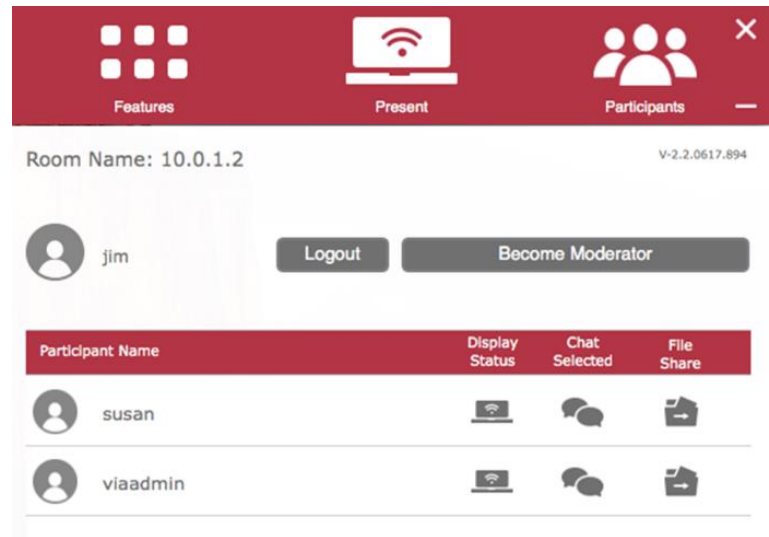 Features
Present
Participants
Room Name: 10.0.1.2
V-2.2.0617.894
jim
Logout
Become Moderator
Participant Name
Display Status
Chat Selected
File Share
susan
viaadmin